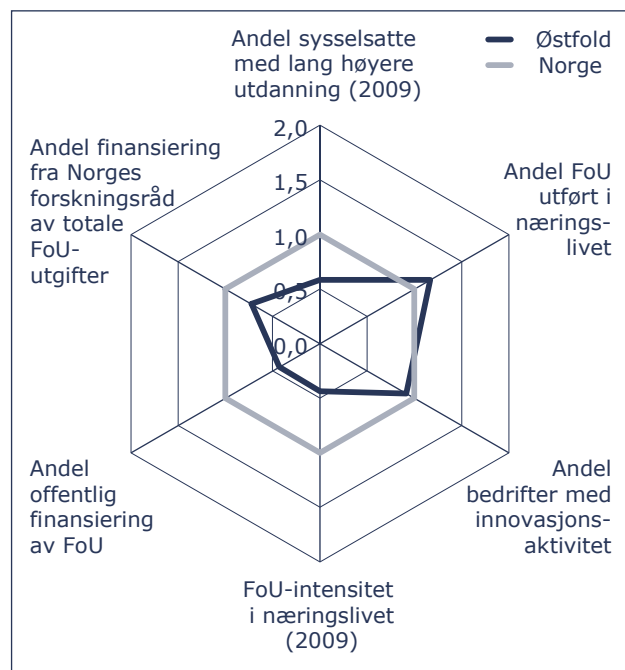 Andel sysselsatte
med lang høyere
utdanning (2009)
Østfold
Norge
Andel finansiering
fra Norges
forskningsråd
av totale
FoU-
utgifter
2,0
1,5
1,0
0,5
0,0
Andel FoU
utført i
nærings-
livet
Andel
offentlig
finansiering
av FoU
Andel
bedrifter med
innovasjons-
aktivitet
FoU-intensitet
i næringslivet
(2009)